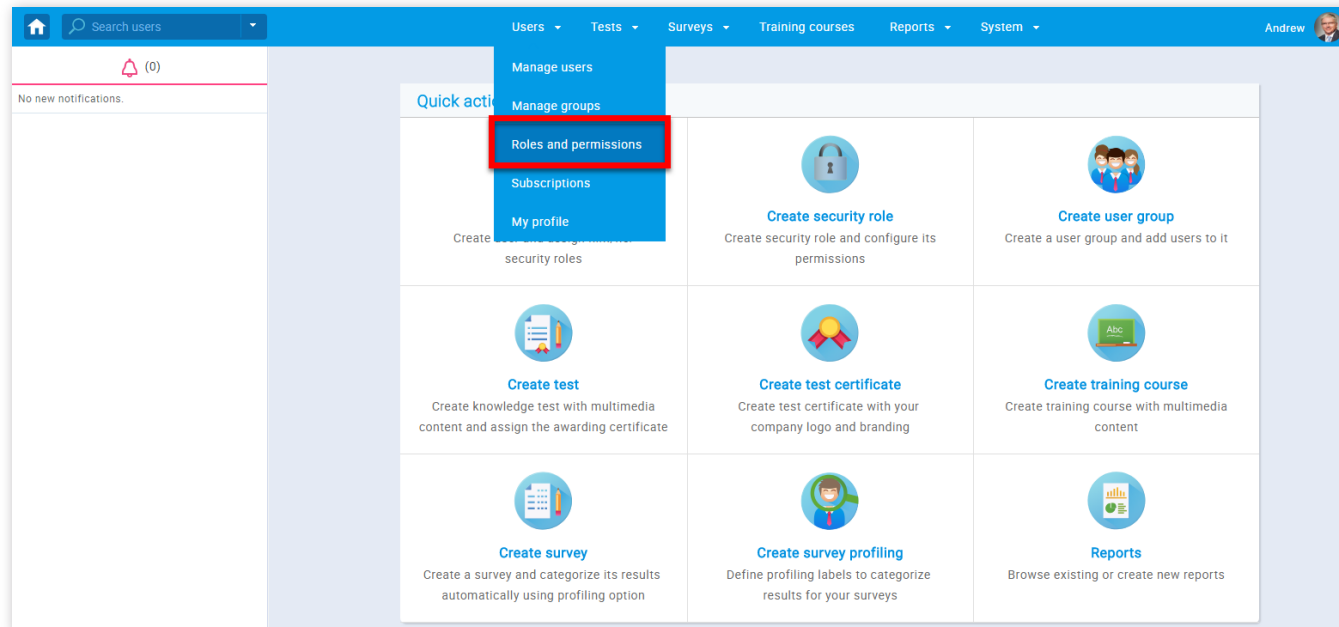 Search users
Users
Tests
Surveys
Training courses
Reports
System
Andrew
(0)
No new notifications.
Manage users
Manage groups
Roles and permissions
Subscriptions
My profile
Quick acti
Create
security roles
Create security role
Create security role and configure its
permissions
Create user group
Create a user group and add users to it
Create test
Create knowledge test with multimedia
content and assign the awarding certificate
Create test certificate
Create test certificate with your
company logo and branding
Abc
Create training course
Create training course with multimedia
content
Create survey
Create a survey and categorize its results
automatically using profiling option
Create survey profiling
Define profiling labels to categorize
results for your surveys
Reports
Browse existing or create new reports